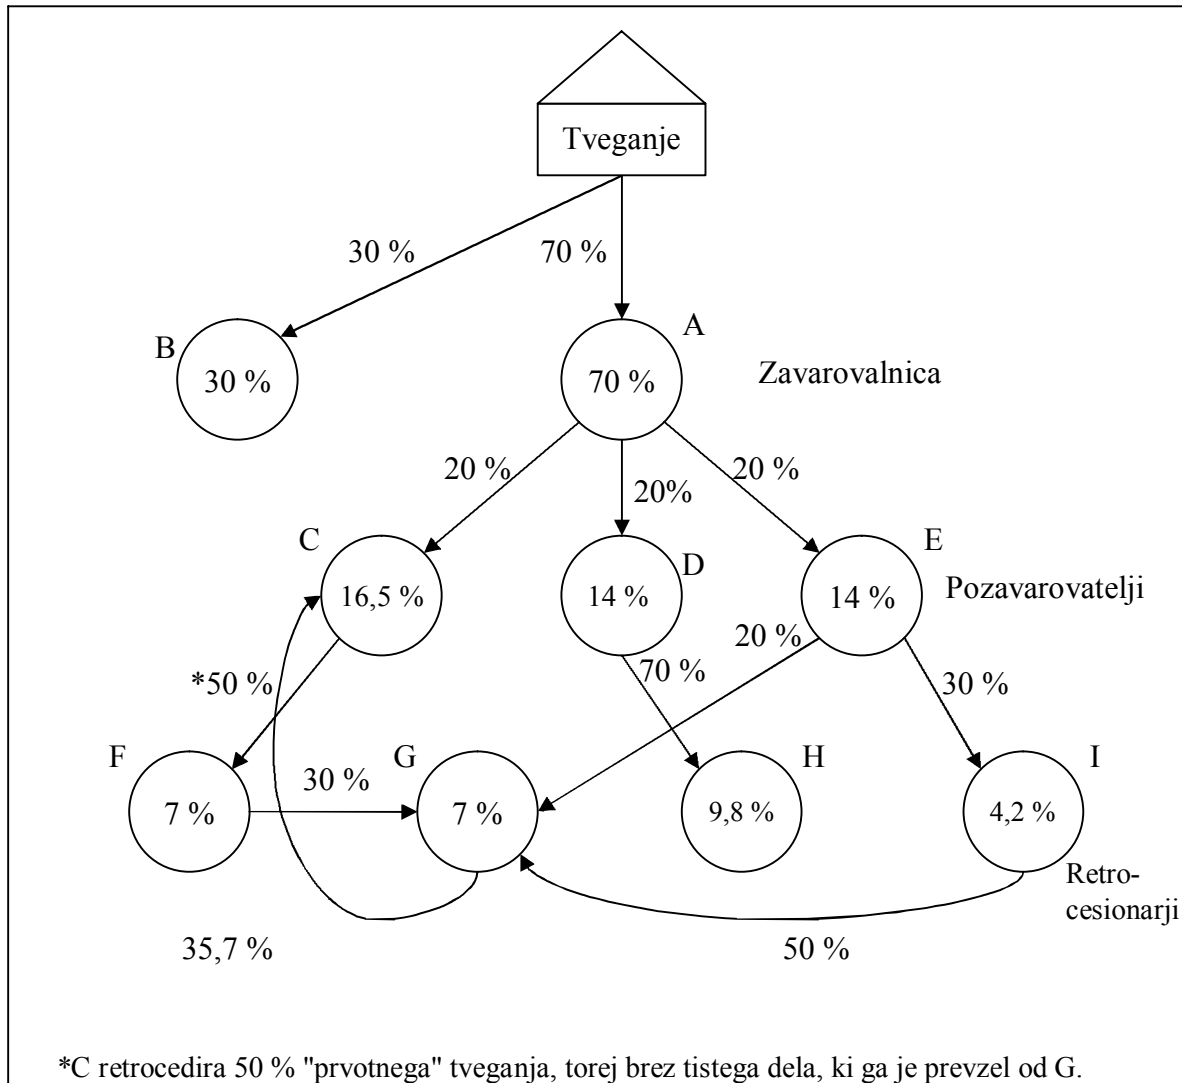 Tveganje
30 %
70 %
B
A
30 %
70 %
Zavarovalnica
20 %
20%
20 %
C
D
E
16,5 %
14 %
14 %
Pozavarovatelji
*50 %
70 %
20 %
30 %
F
30 %
G
H
I
7 %
7 %
9,8 %
4,2 %
Retro-
cesionarji
35,7 %
50 %
*C retrocedira 50 % "prvotnega" tveganja, torej brez tistega dela, ki ga je prevzel od G.